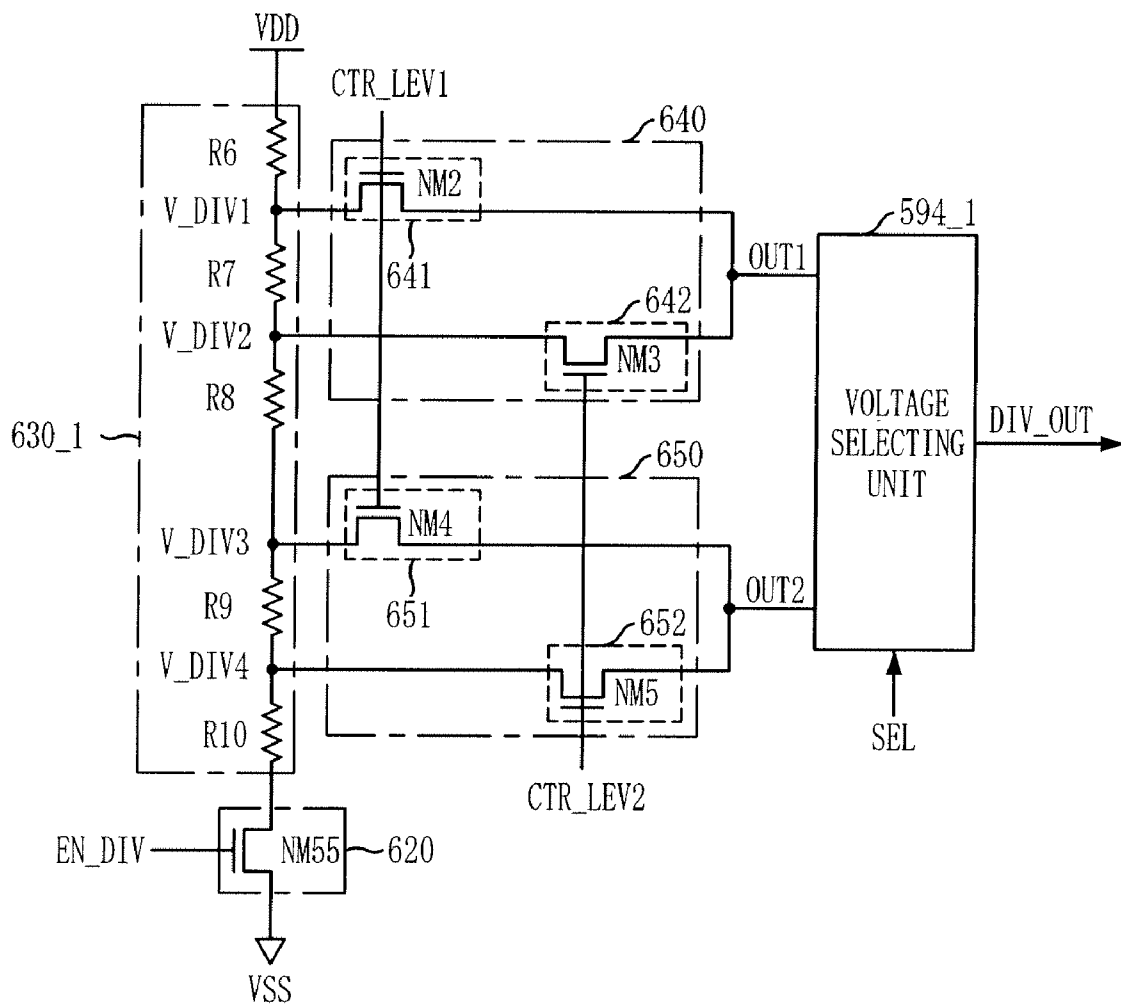 VDD
CTR_LEV1
640
R6
NM2
594_1
V_DIV1
641
OUT1
R7
642
V_DIV2
NM3
R8
VOLTAGE
SELECTING
UNIT
DIV_OUT
630_1
650
NM4
V_DIV3
651
OUT2
R9
652
V_DIV4
NM5
R10
SEL
CTR_LEV2
EN_DIV
NM55
620
VSS